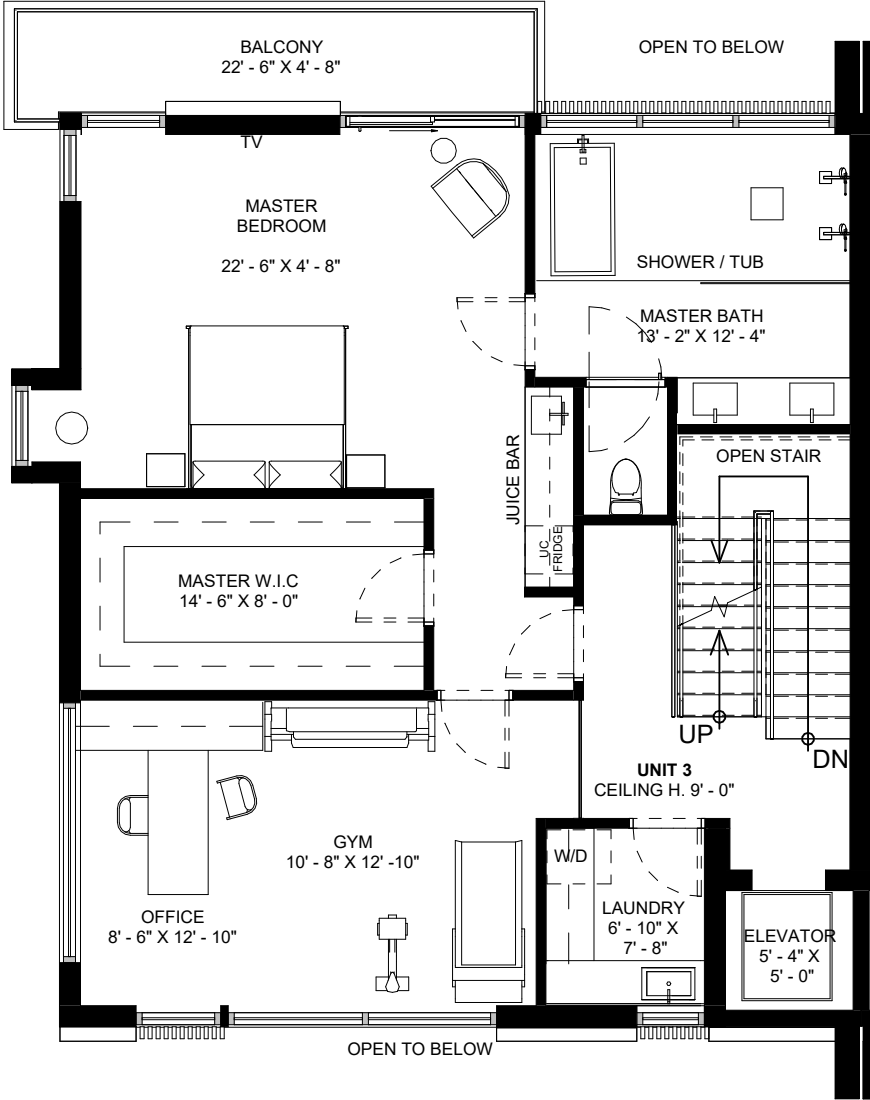 BALCONY
22' - 6" X 4' - 8"
OPEN TO BELOW
TV
MASTER
BEDROOM
22' - 6" X 4' - 8"
SHOWER / TUB
MASTER BATH
13' - 2" X 12' - 4"
JUICE BAR
OPEN STAIR
UC
FRIDGE
MASTER W.I.C
14' - 6" X 8' - 0"
UP
DN
UNIT 3
CEILING H. 9' - 0"
GYM
10' - 8" X 12' -10"
W/D
OFFICE
8' - 6" X 12' - 10"
LAUNDRY
6' - 10" X
7' - 8"
ELEVATOR
5' - 4" X
5' - 0"
OPEN TO BELOW